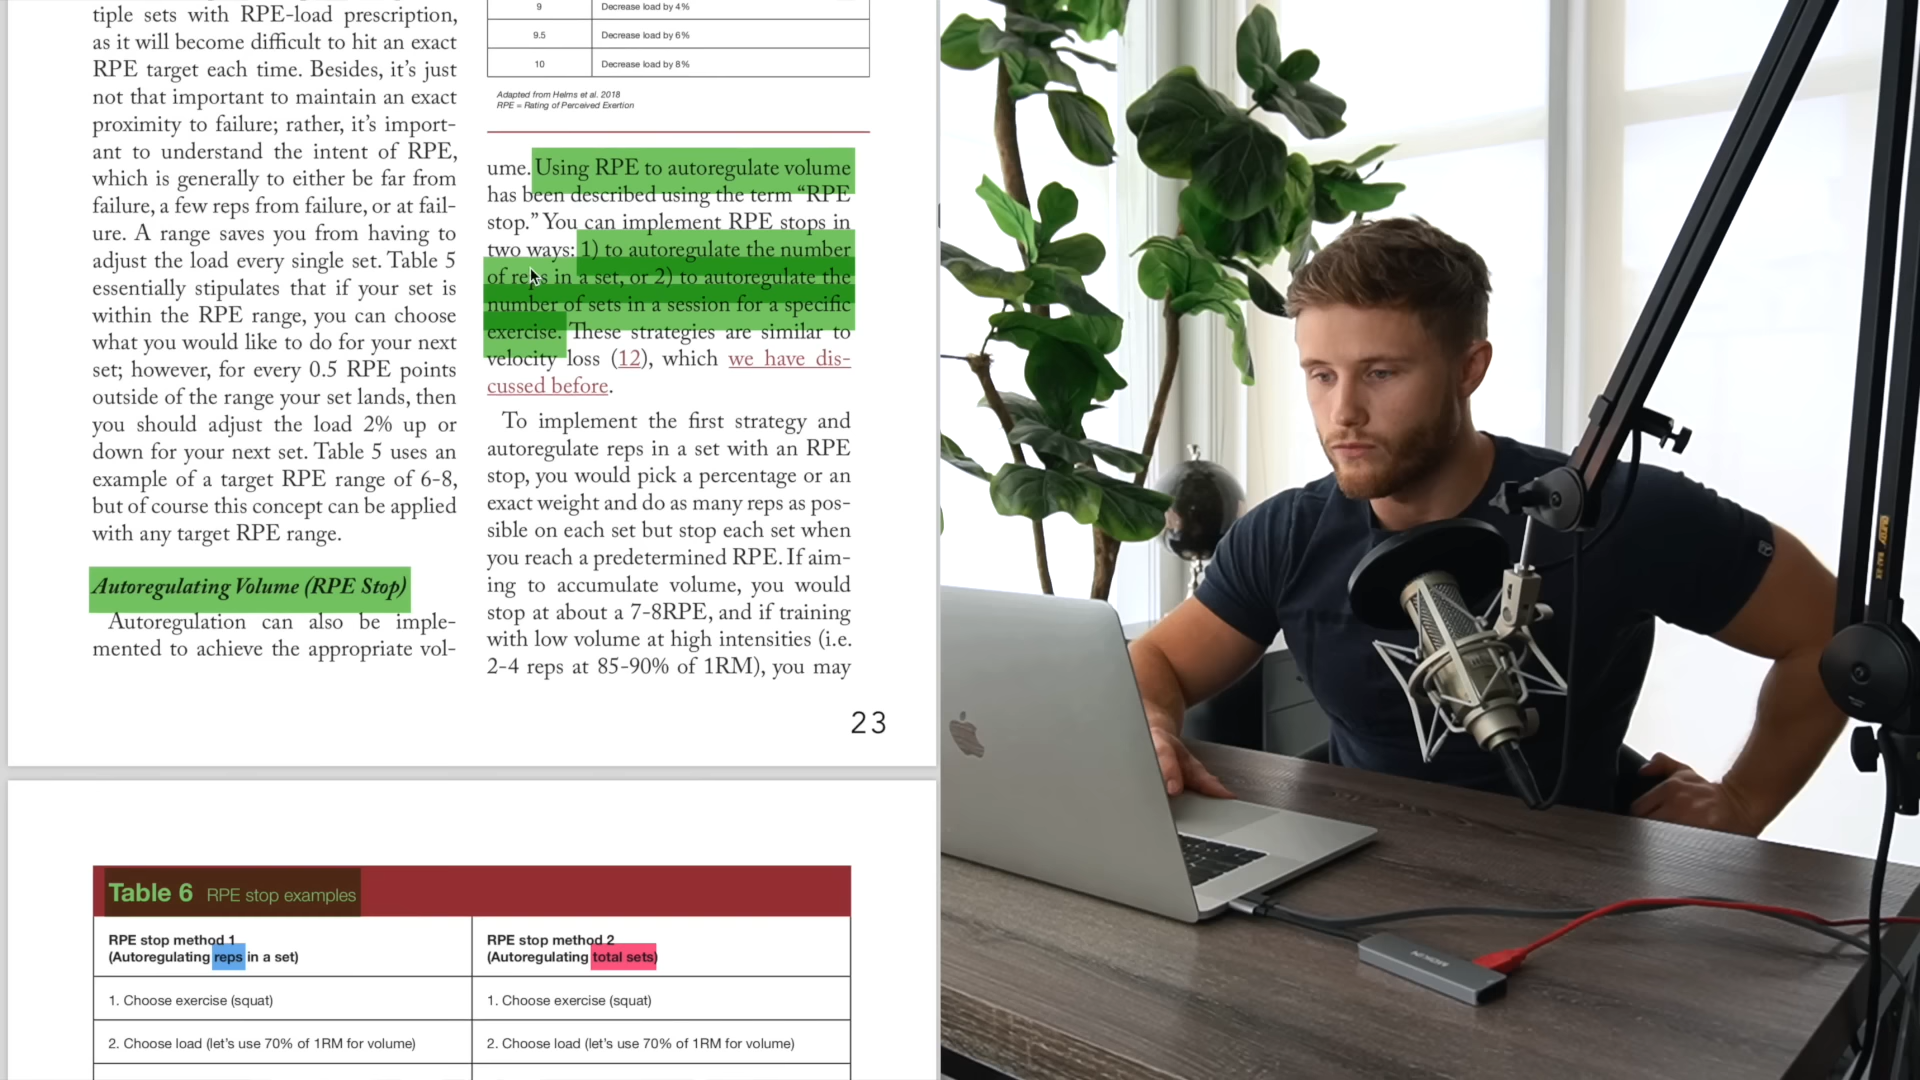 tiple sets with RPE-load prescription,
as it will become difficult to hit an exact
RPE target each time. Besides, it's just
not that important to maintain an exact
proximity to failure; rather, it's import-
ant to understand the intent of RPE,
which is generally to either be far from
failure, a few reps from failure, or at fail-
ure. A range saves you from having to
adjust the load every single set. Table 5
essentially stipulates that if your set is
within the RPE range, you can choose
what you would like to do for your next
set; however, for every 0.5 RPE points
outside of the range your set lands, then
you should adjust the load 2% up or
down for your next set. Table 5 uses an
example of a target RPE range of 6-8,
but of course this concept can be applied
with any target RPE range.
Autoregulating Volume (RPE Stop)
Autoregulation can also be imple-
mented to achieve the appropriate vol-
9 Decrease load by 4%
9.5 Decrease load by 6%
10 Decrease load by 8%
Adapted from Helms et al. 2018
RPE = Rating of Perceived Exertion
ume. Using RPE to autoregulate volume
has been described using the term “RPE
stop.” You can implement RPE stops in
two ways: 1) to autoregulate the number
of reps in a set, or 2) to autoregulate the
number of sets in a session for a specific
exercise. These strategies are similar to
velocity loss (12), which we have dis-
cussed before.
To implement the first strategy and
autoregulate reps in a set with an RPE
stop, you would pick a percentage or an
exact weight and do as many reps as pos-
sible on each set but stop each set when
you reach a predetermined RPE. If aim-
ing to accumulate volume, you would
stop at about a 7-8RPE, and if training
with low volume at high intensities (i.e.
2-4 reps at 85-90% of 1RM), you may
23
Table 6 RPE stop examples
RPE stop method 1
(Autoregulating reps in a set)
RPE stop method 2
(Autoregulating total sets)
1. Choose exercise (squat)
1. Choose exercise (squat)
2. Choose load (let's use 70% of 1RM for volume)
2. Choose load (let's use 70% of 1RM for volume)